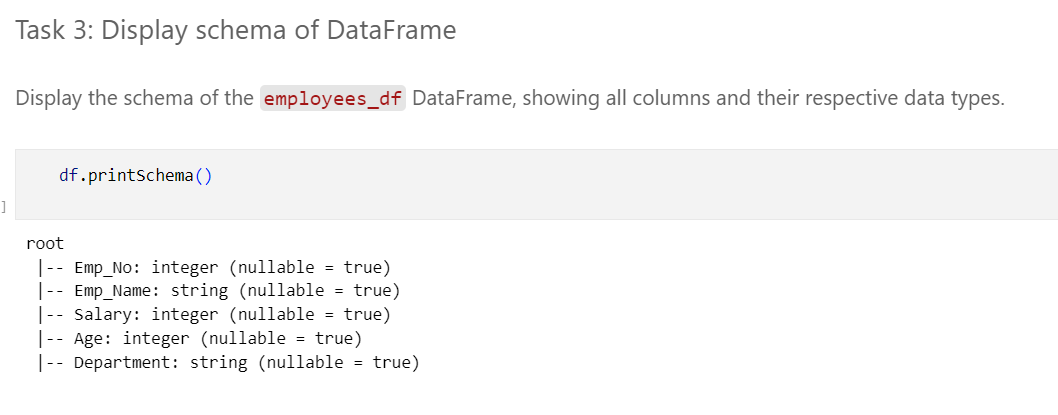 Task 3: Display schema of DataFrame
Display the schema of the employees_df DataFrame, showing all columns and their respective data types.
df.printSchema()
]
root
 |-- Emp_No: integer (nullable = true)
 |-- Emp_Name: string (nullable = true)
 |-- Salary: integer (nullable = true)
 |-- Age: integer (nullable = true)
 |-- Department: string (nullable = true)